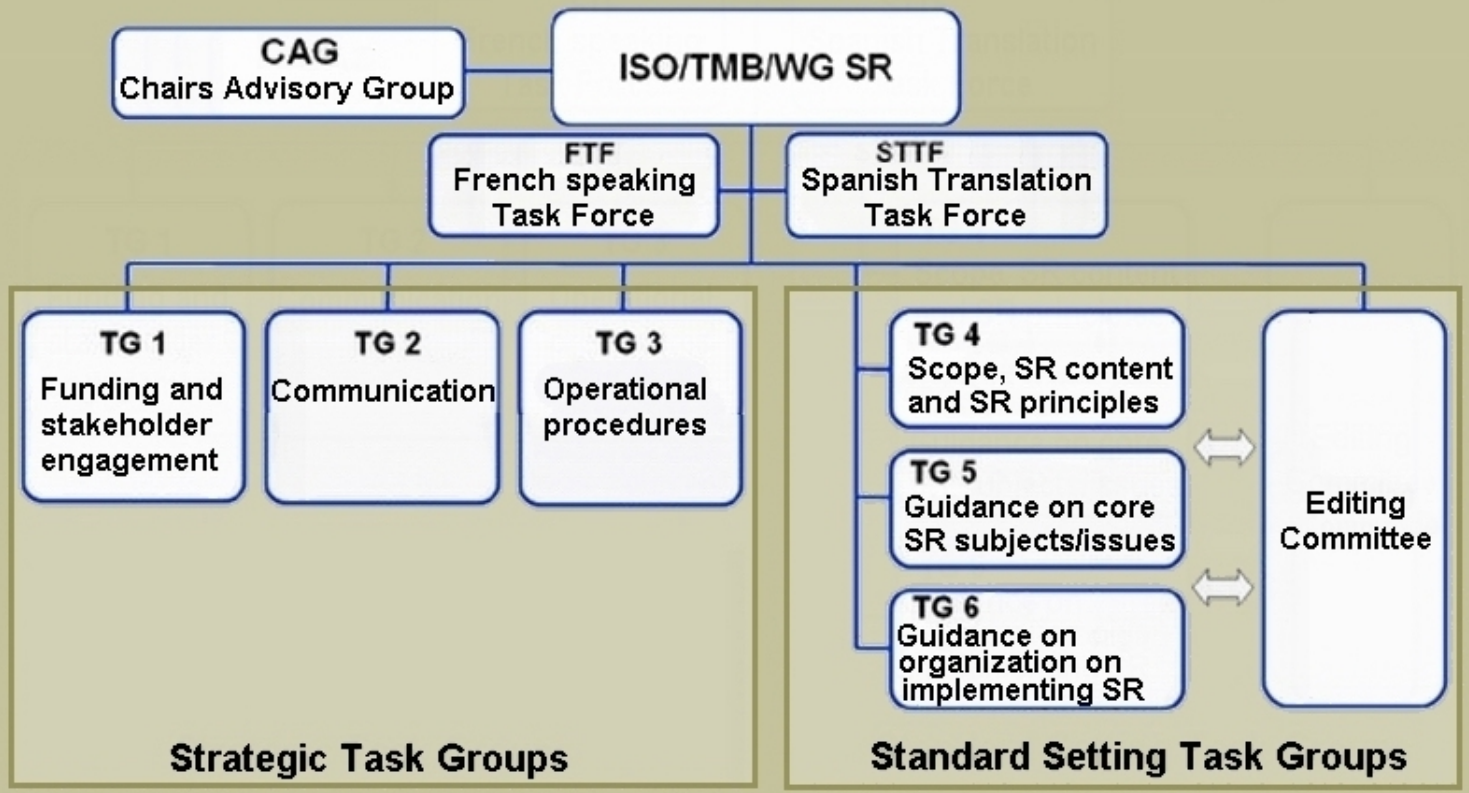 CAG
Chairs Advisory Group
ISO/TMB/WG SR
FTF
French speaking
Task Force
STTF
Spanish Translation
Task Force
TG 1
Funding and
stakeholder
engagement
TG 2
Communication
TG 3
Operational
procedures
Strategic Task Groups
TG 4
Scope, SR content
and SR principles
TG 5
Guidance on core
SR subjects/issues
TG 6
Guidance on
organization on
implementing SR
Editing
Committee
Standard Setting Task Groups